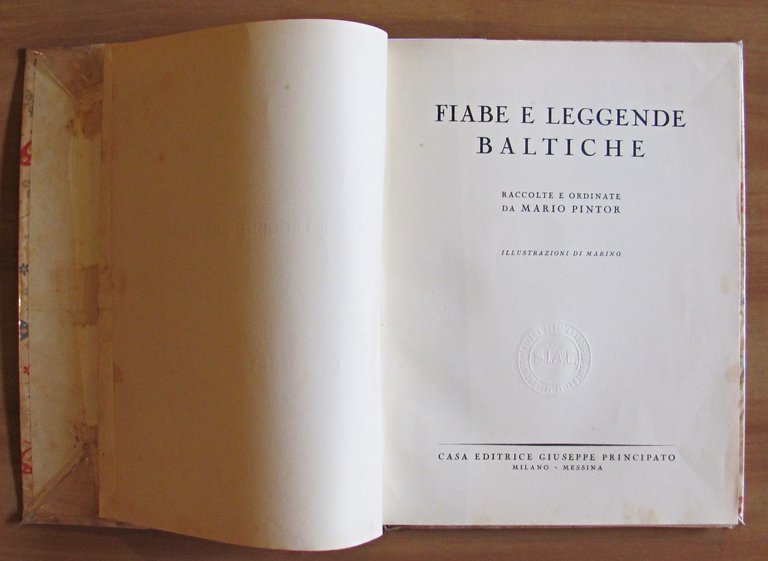 FIABE E LEGGENDE
BALTICHE
RACCOLTE E ORDINATE
DA MARIO PINTOR
ILLUSTRAZIONI DI MARINO
S.I.A.E.
CASA EDITRICE GIUSEPPE PRINCIPATO
MILANO - MESSINA